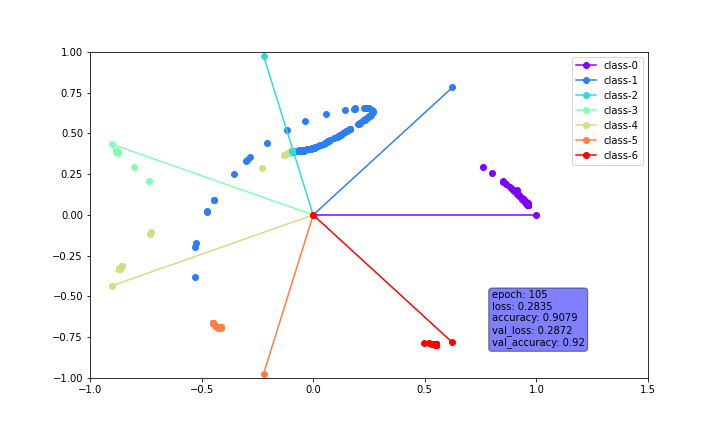 1.00
0.75
0.50
0.25
0.00
−0.25
−0.50
−0.75
−1.00
−1.0
−0.5
0.0
0.5
1.0
1.5
class-0
class-1
class-2
class-3
class-4
class-5
class-6
epoch: 105
loss: 0.2835
accuracy: 0.9079
val_loss: 0.2872
val_accuracy: 0.92